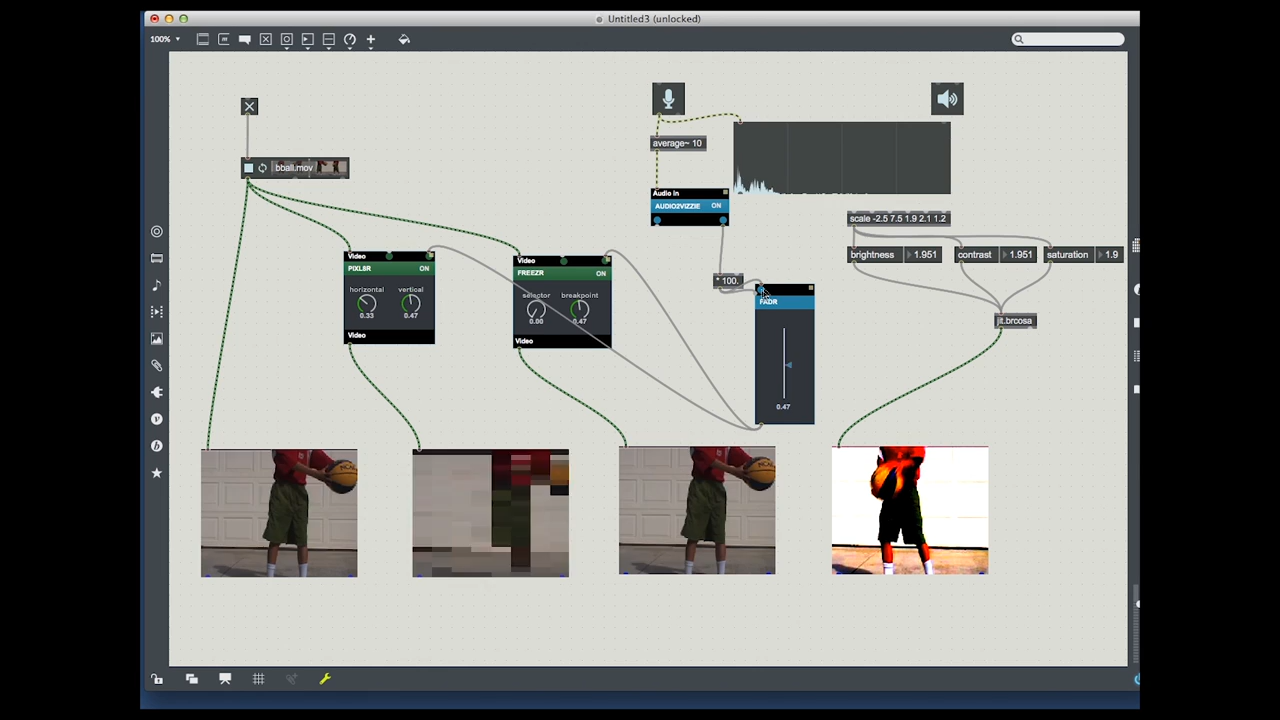 Untitled3 (unlocked)
100%
bball.mov
average~ 10
Audio in
AUDIO2VIZZIE ON
scale -2.5 7.5 1.9 2.1 1.2
brightness 1.951
contrast 1.951
saturation 1.9
Video
PIXL8R ON
horizontal vertical
0.33 0.47
Video
Video
FREEZR ON
selector breakpoint
0.00 0.47
Video
* 100.
FADR
0.47
jit.brcosa